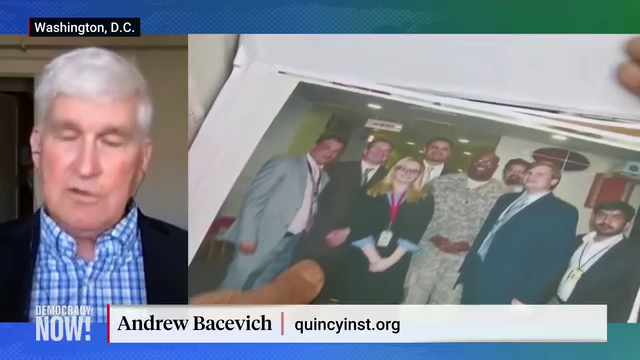 Washington, D.C.
DEMOCRACY
NOW!
Andrew Bacevich | quincyinst.org